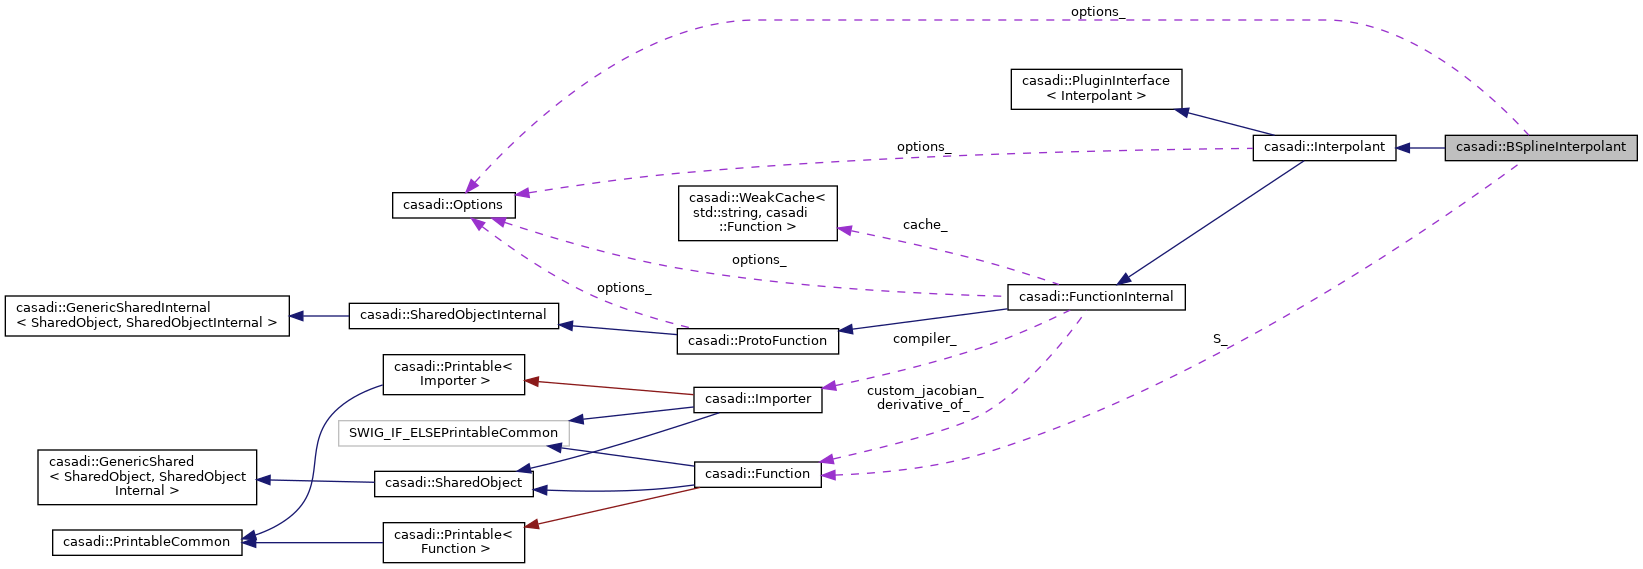 options_
casadi::PluginInterface
< Interpolant >
options_
casadi::Interpolant
casadi::BSplineInterpolant
casadi::Options
casadi::WeakCache<
std::string, casadi
::Function >
cache_
options_
options_
casadi::FunctionInternal
casadi::GenericSharedInternal
< SharedObject, SharedObjectInternal >
casadi::SharedObjectInternal
casadi::ProtoFunction
compiler_
S_
casadi::Printable<
Importer >
casadi::Importer
custom_jacobian_
derivative_of_
SWIG_IF_ELSEPrintableCommon
casadi::GenericShared
< SharedObject, SharedObject
Internal >
casadi::SharedObject
casadi::Function
casadi::PrintableCommon
casadi::Printable<
Function >